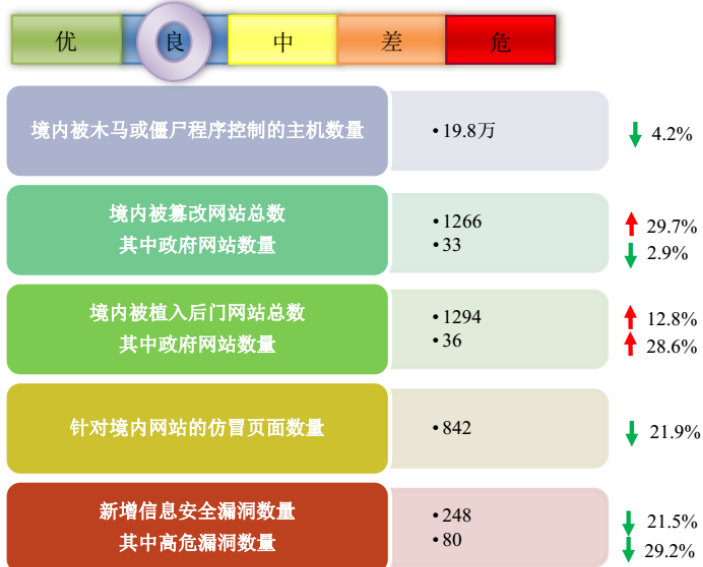 优 良 中 差 危
境内被木马或僵尸程序控制的主机数量 •19.8万 4.2%
境内被篡改网站总数 •1266 29.7%
其中政府网站数量 •33 2.9%
境内被植入后门网站总数 •1294 12.8%
其中政府网站数量 •36 28.6%
针对境内网站的仿冒页面数量 •842 21.9%
新增信息安全漏洞数量 •248 21.5%
其中高危漏洞数量 •80 29.2%